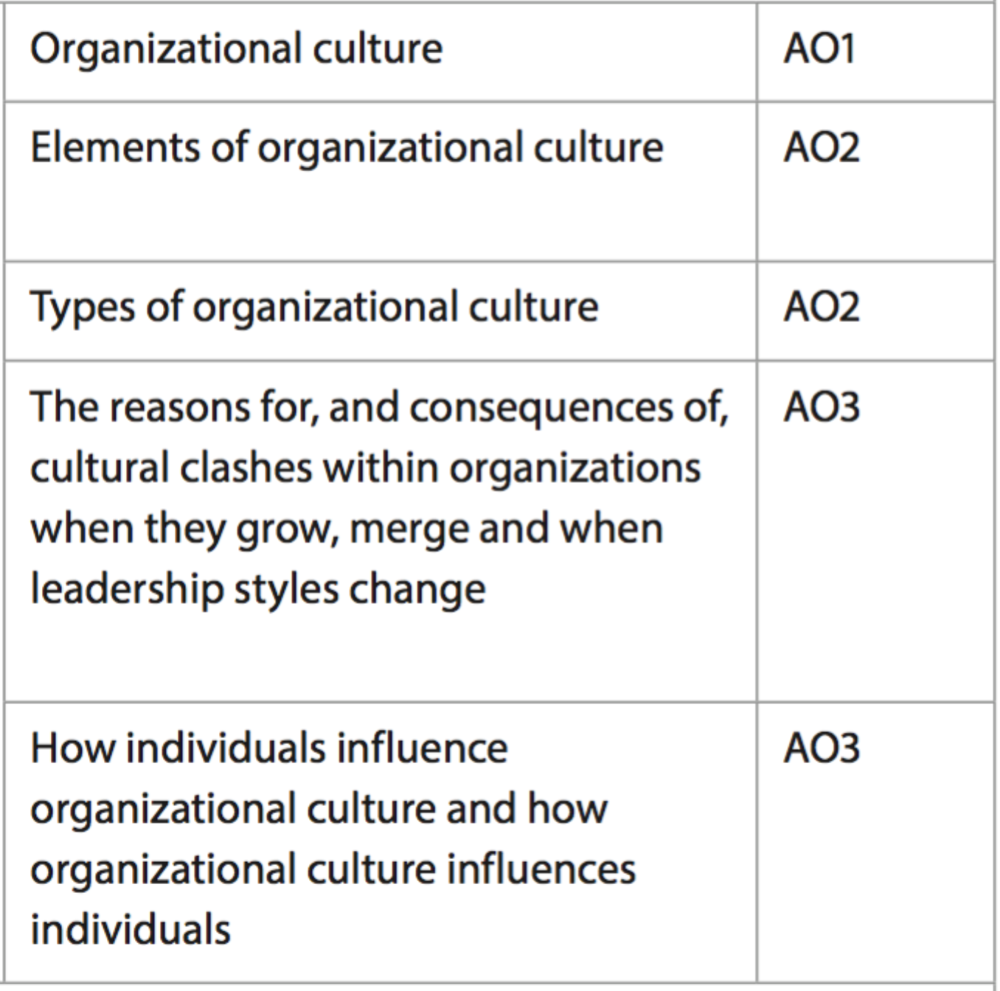 Organizational culture AO1
Elements of organizational culture AO2
Types of organizational culture AO2
The reasons for, and consequences of, AO3
cultural clashes within organizations
when they grow, merge and when
leadership styles change
How individuals influence AO3
organizational culture and how
organizational culture influences
individuals